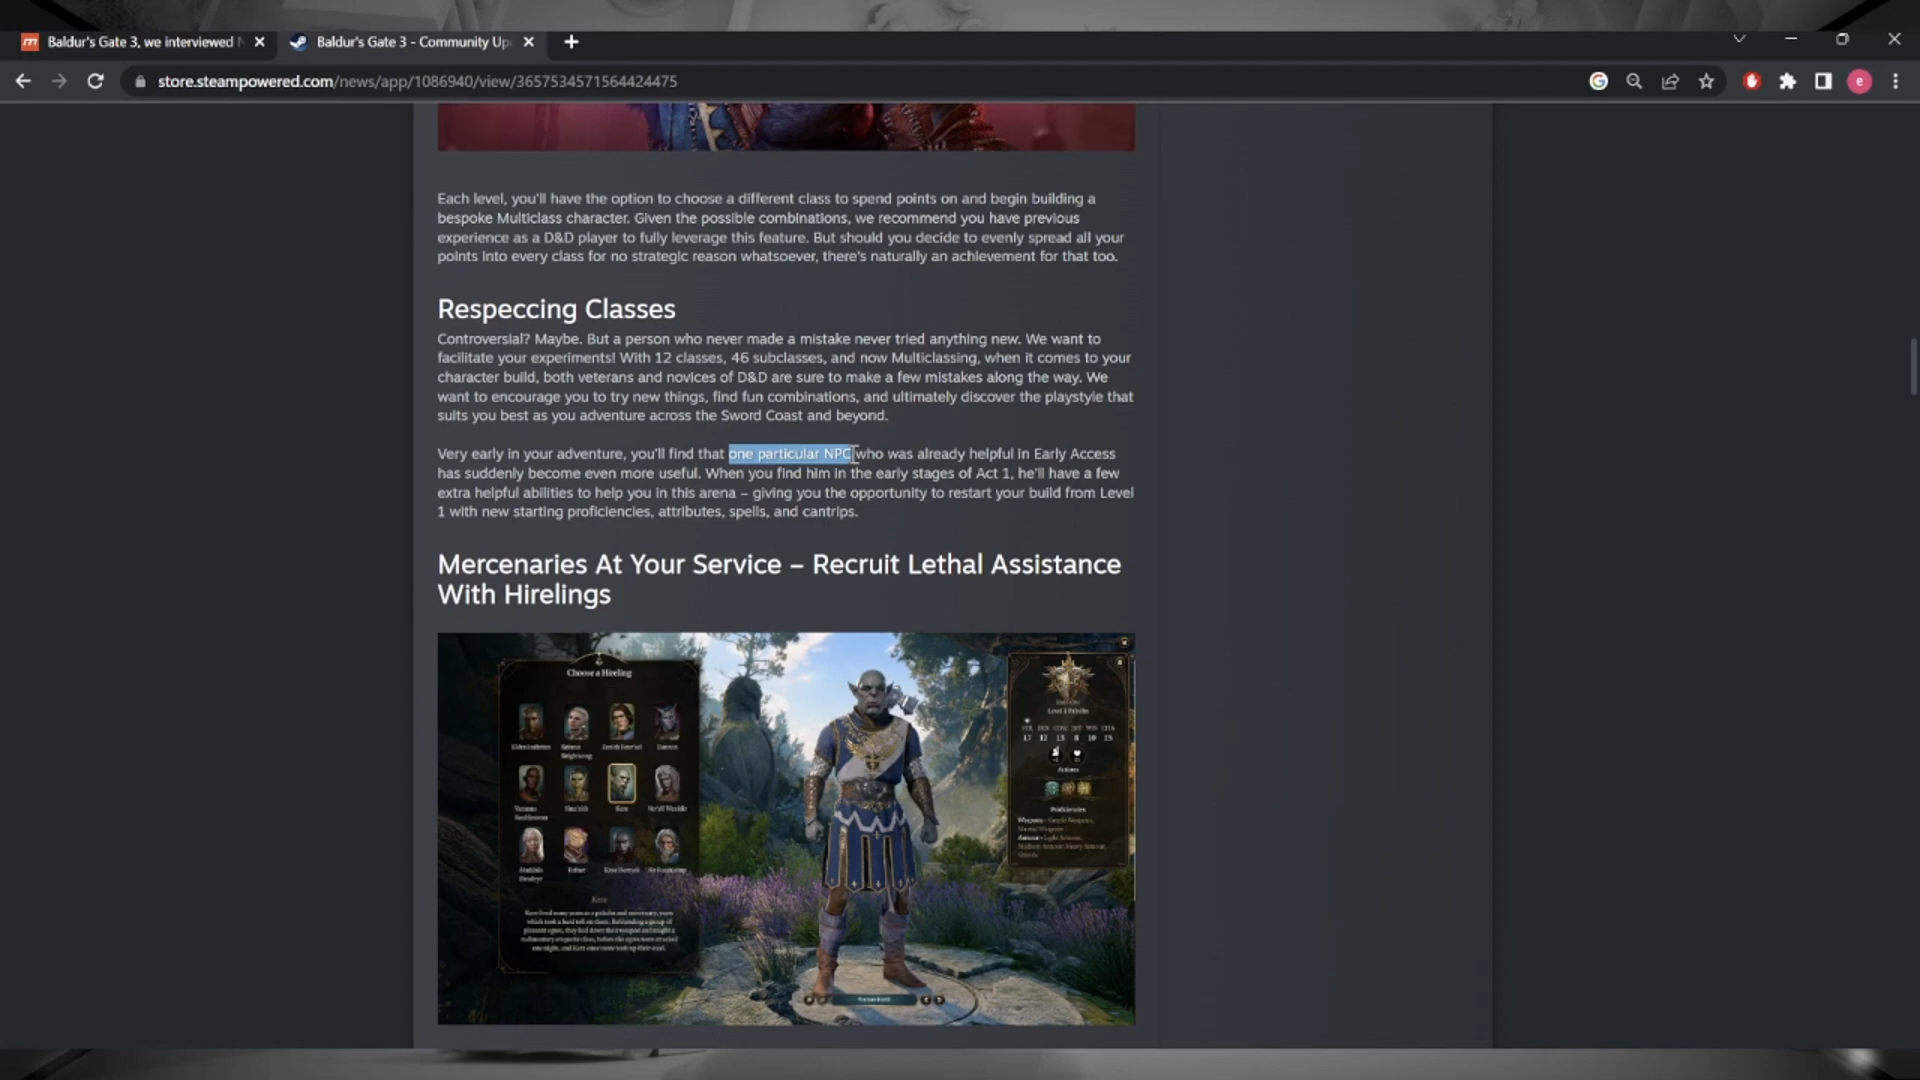 Baldur's Gate 3, we interviewed
Baldur's Gate 3 - Community Up
store.steampowered.com/news/app/1086940/view/3657534571564424475
e
Each level, you'll have the option to choose a different class to spend points on and begin building a
bespoke Multiclass character. Given the possible combinations, we recommend you have previous
experience as a D&D player to fully leverage this feature. But should you decide to evenly spread all your
points into every class for no strategic reason whatsoever, there's naturally an achievement for that too.
Respeccing Classes
Controversial? Maybe. But a person who never made a mistake never tried anything new. We want to
facilitate your experiments! With 12 classes, 46 subclasses, and now Multiclassing, when it comes to your
character build, both veterans and novices of D&D are sure to make a few mistakes along the way. We
want to encourage you to try new things, find fun combinations, and ultimately discover the playstyle that
suits you best as you adventure across the Sword Coast and beyond.
Very early in your adventure, you'll find that one particular NPC who was already helpful in Early Access
has suddenly become even more useful. When you find him in the early stages of Act 1, he'll have a few
extra helpful abilities to help you in this arena – giving you the opportunity to restart your build from Level
1 with new starting proficiencies, attributes, spells, and cantrips.
Mercenaries At Your Service – Recruit Lethal Assistance
With Hirelings
Choose a Hireling
Level 1 Paladin
17 12 13 8 10 15
Actions
Proficiencies
Kerz